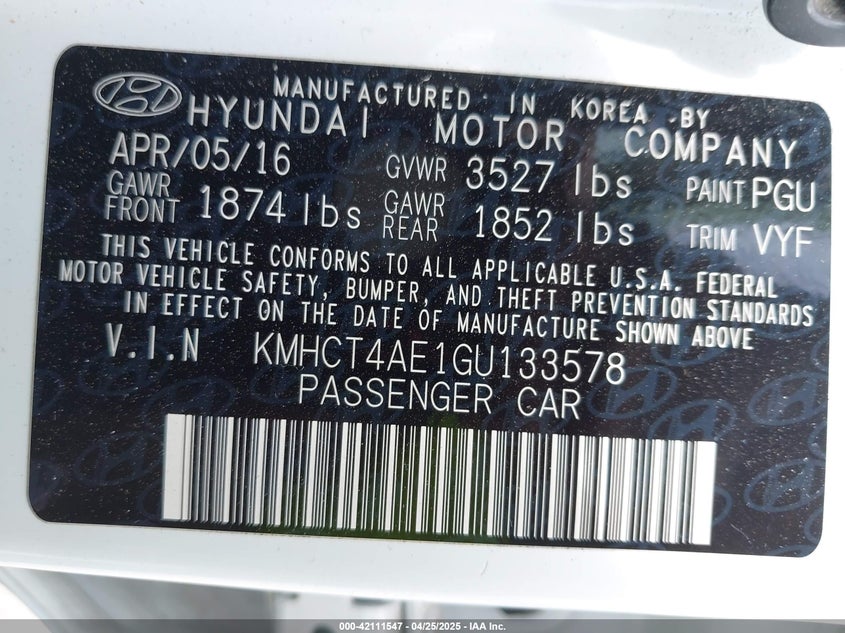 MANUFACTURED IN KOREA BY
HYUNDAI MOTOR COMPANY
APR/05/16 GVWR 3527 lbs PAINT PGU
GAWR FRONT 1874 lbs GAWR REAR 1852 lbs TRIM VYF
THIS VEHICLE CONFORMS TO ALL APPLICABLE U.S.A. FEDERAL
MOTOR VEHICLE SAFETY, BUMPER, AND THEFT PREVENTION STANDARDS
IN EFFECT ON THE DATE OF MANUFACTURE SHOWN ABOVE
V.I.N KMHCT4AE1GU133578
PASSENGER CAR
000-42111547 / 04/25/2025 - IAA Inc.